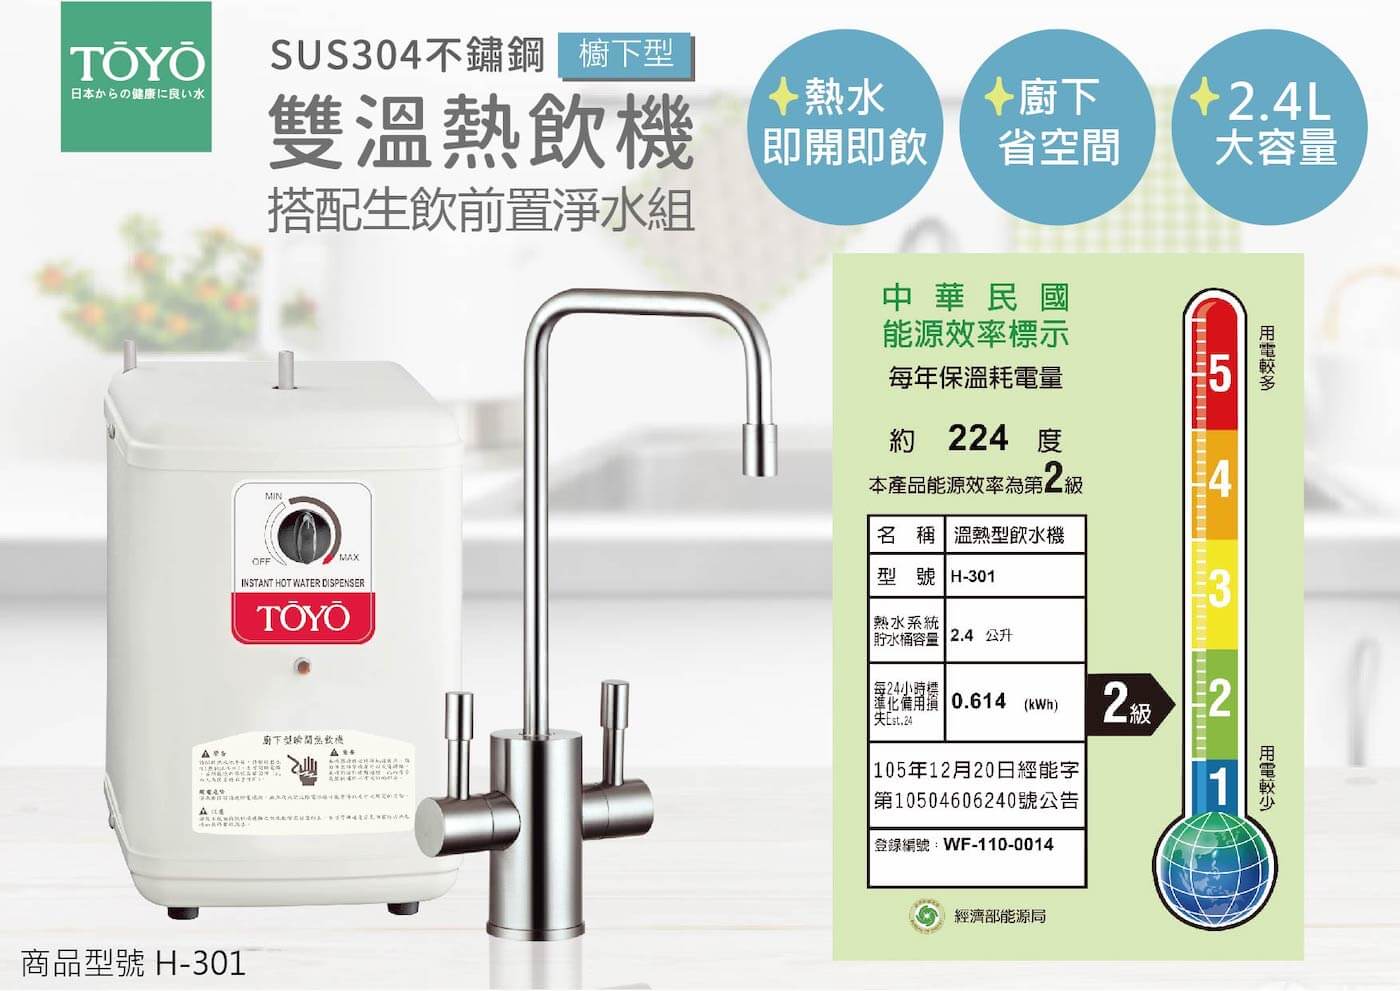 TŌYŌ
日本からの健康に良い水
SUS304不鏽鋼 櫥下型
雙溫熱飲機
搭配生飲前置淨水組
熱水
即開即飲
廚下
省空間
2.4L
大容量
MIN
OFF
MAX
INSTANT HOT WATER DISPENSER
TŌYŌ
廚下型瞬間熱飲機
中華民國
能源效率標示
每年保溫耗電量
約 224 度
本產品能源效率為第2級
名稱 溫熱型飲水機
型號 H-301
熱水系統
貯水桶容量 2.4 公升
每24小時標
準化備用損
失Est,24
0.614 (kWh)
105年12月20日經能字
第10504606240號公告
登錄編號：WF-110-0014
經濟部能源局
2級
用電較多
5
4
3
2
1
用電較少
商品型號 H-301